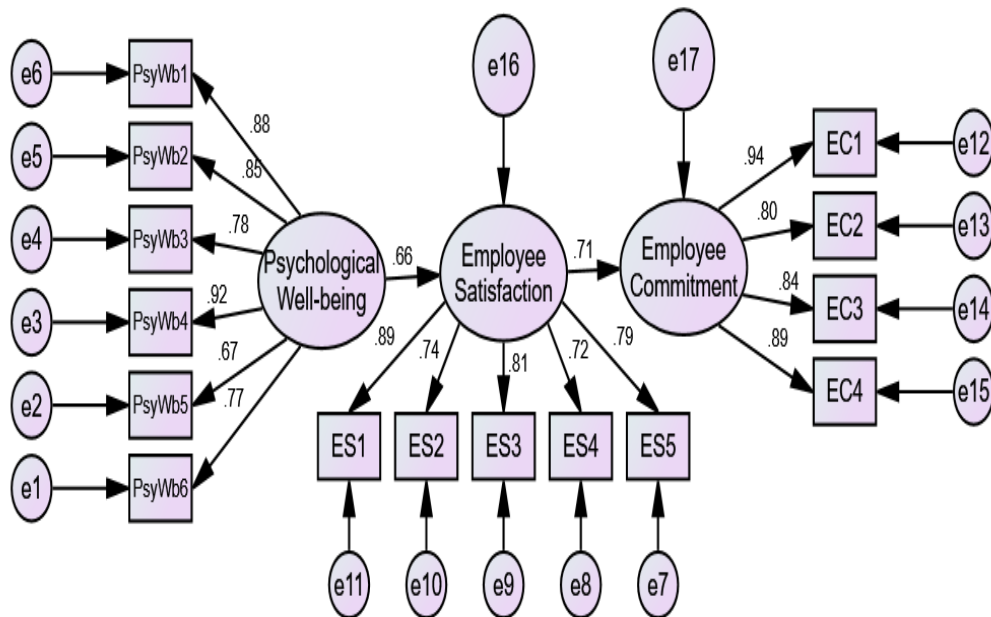 e6
PsyWb1
e16
e17
.88
e12
EC1
.94
e5
PsyWb2
.85
EC2
e13
.80
e4
PsyWb3
.78
Psychological
Well-being
.66
Employee
Satisfaction
.71
Employee
Commitment
.84
EC3
e14
e3
PsyWb4
.92
.89
.74
.81
.72
.79
.89
EC4
e15
e2
PsyWb5
.67
.77
e1
PsyWb6
ES1
ES2
ES3
ES4
ES5
e11
e10
e9
e8
e7